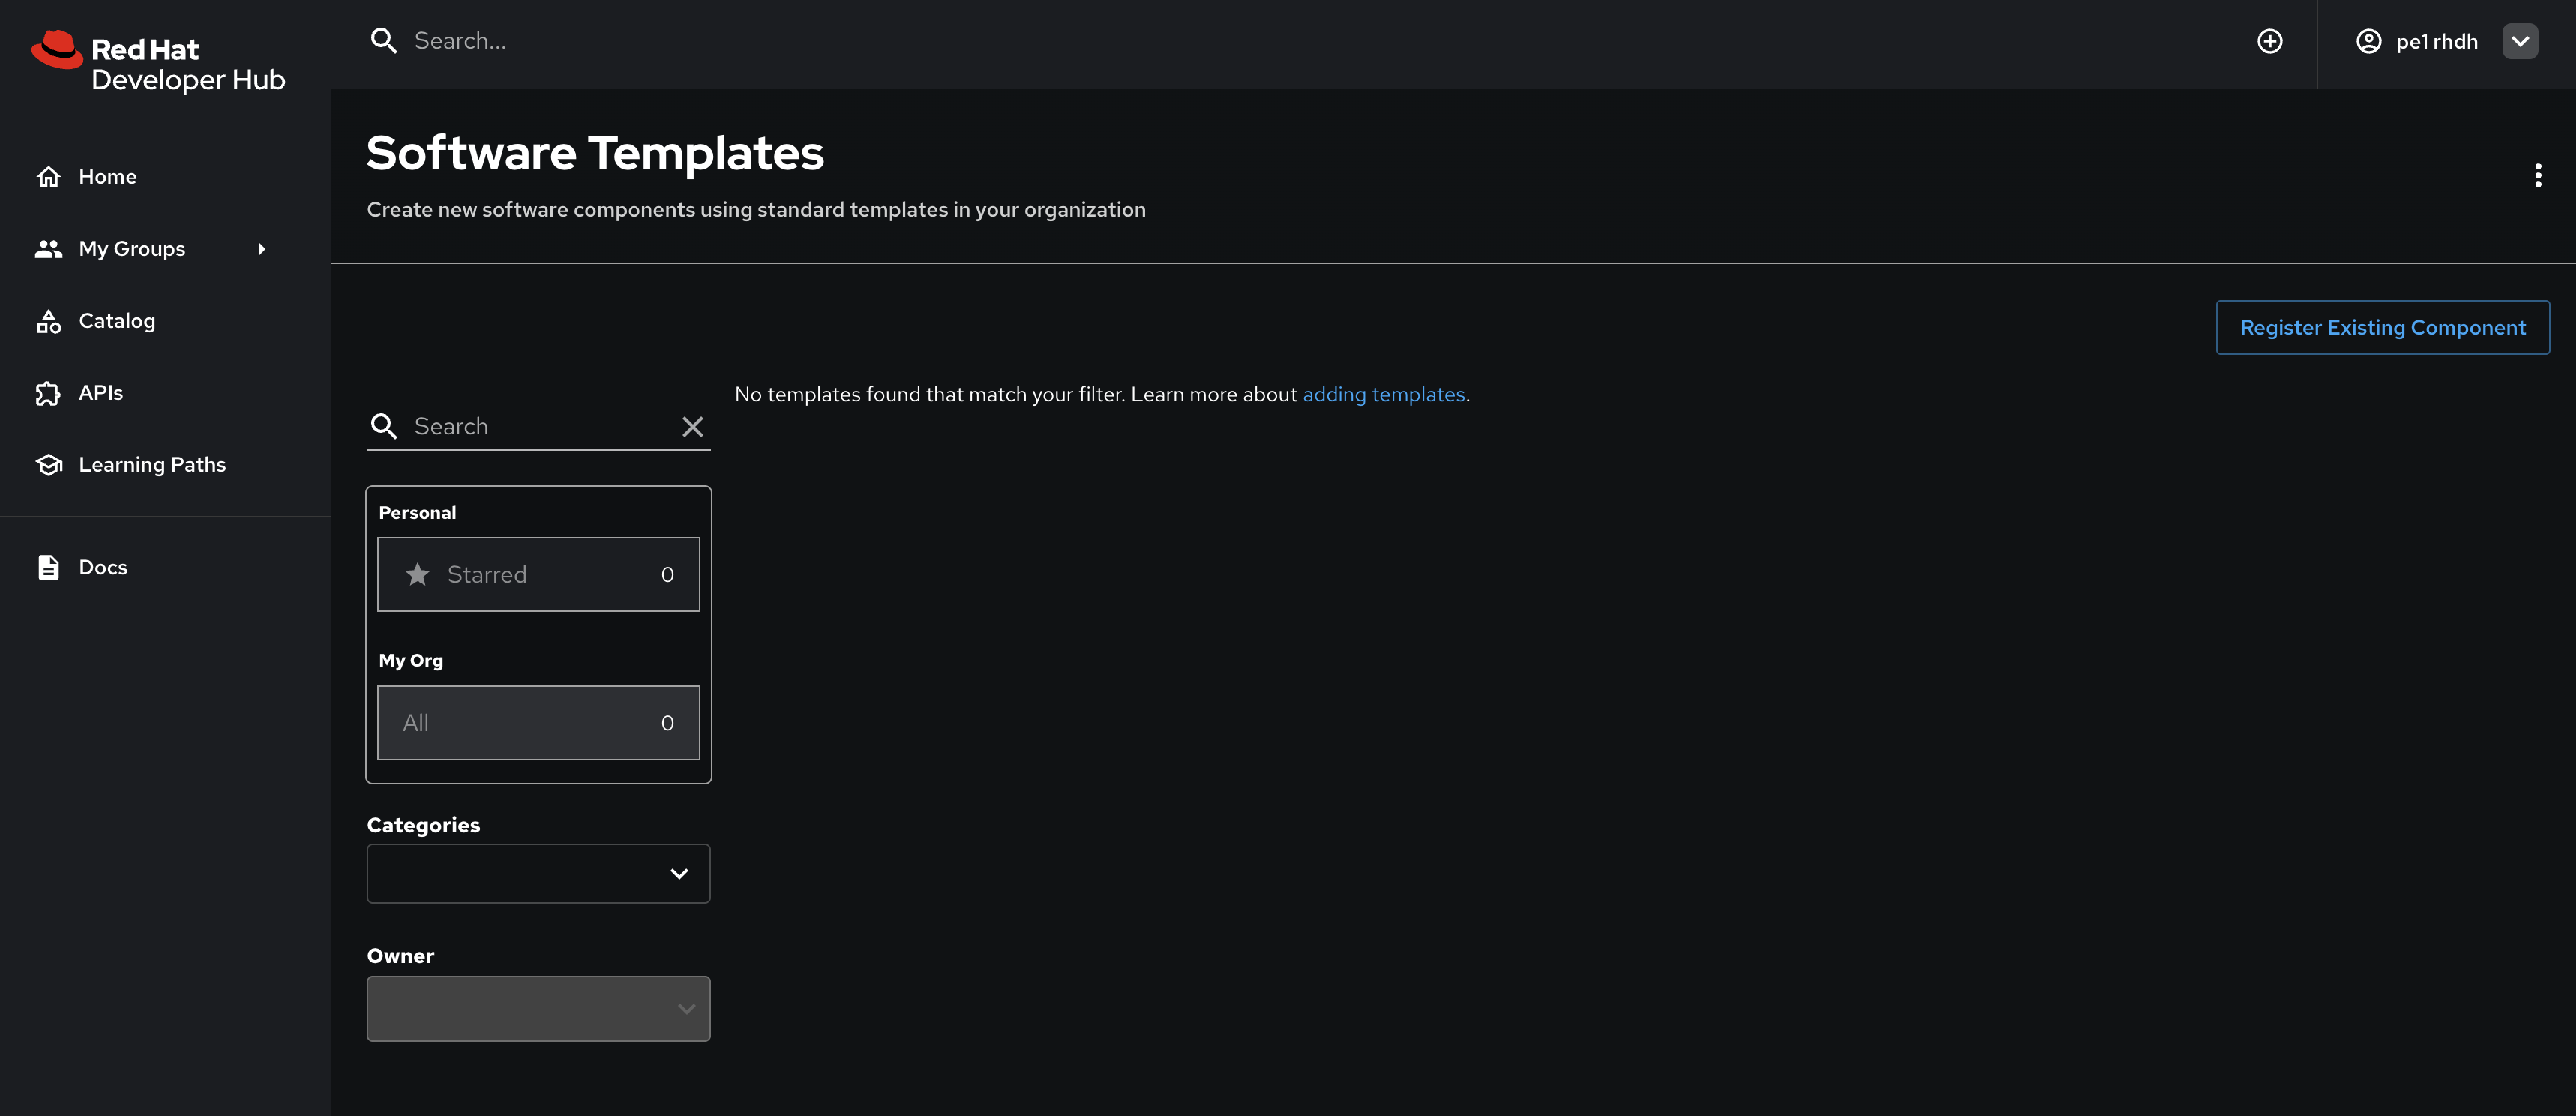 Red Hat
Developer Hub
Search...
pe1 rhdh
Home
My Groups
Catalog
APIs
Learning Paths
Docs
Software Templates
Create new software components using standard templates in your organization
Register Existing Component
No templates found that match your filter. Learn more about adding templates.
Search
Personal
Starred 0
My Org
All 0
Categories
Owner